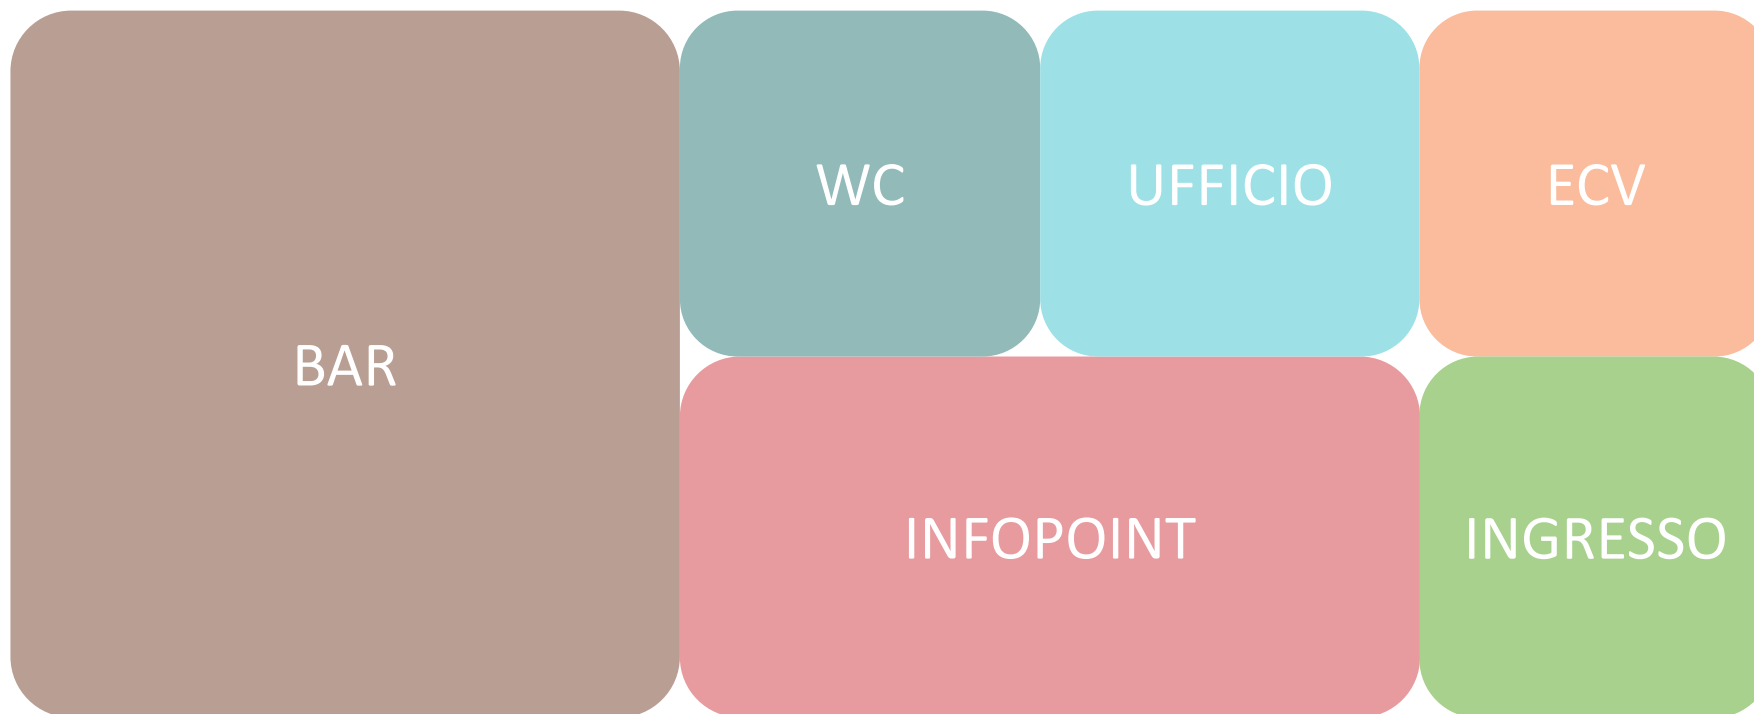 BAR
WC
UFFICIO
ECV
INFOPOINT
INGRESSO